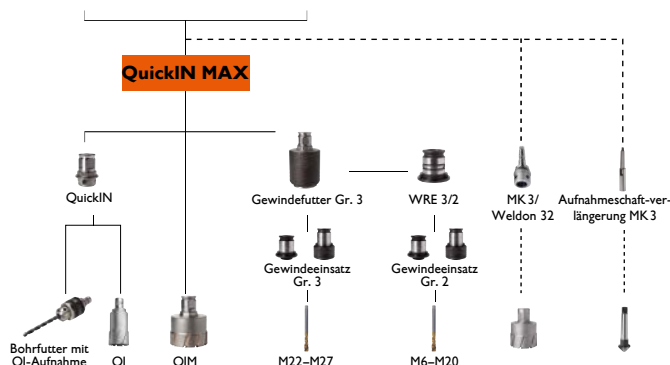 QuickIN MAX
QuickIN
Gewindefutter Gr. 3
WRE 3/2
MK 3/
Weldon 32
Aufnahmeschaft-ver-
längerung MK 3
Gewindeeinsatz
Gr. 3
Gewindeeinsatz
Gr. 2
Bohrfutter mit
QI-Aufnahme
QI
QIM
M22–M27
M6–M20